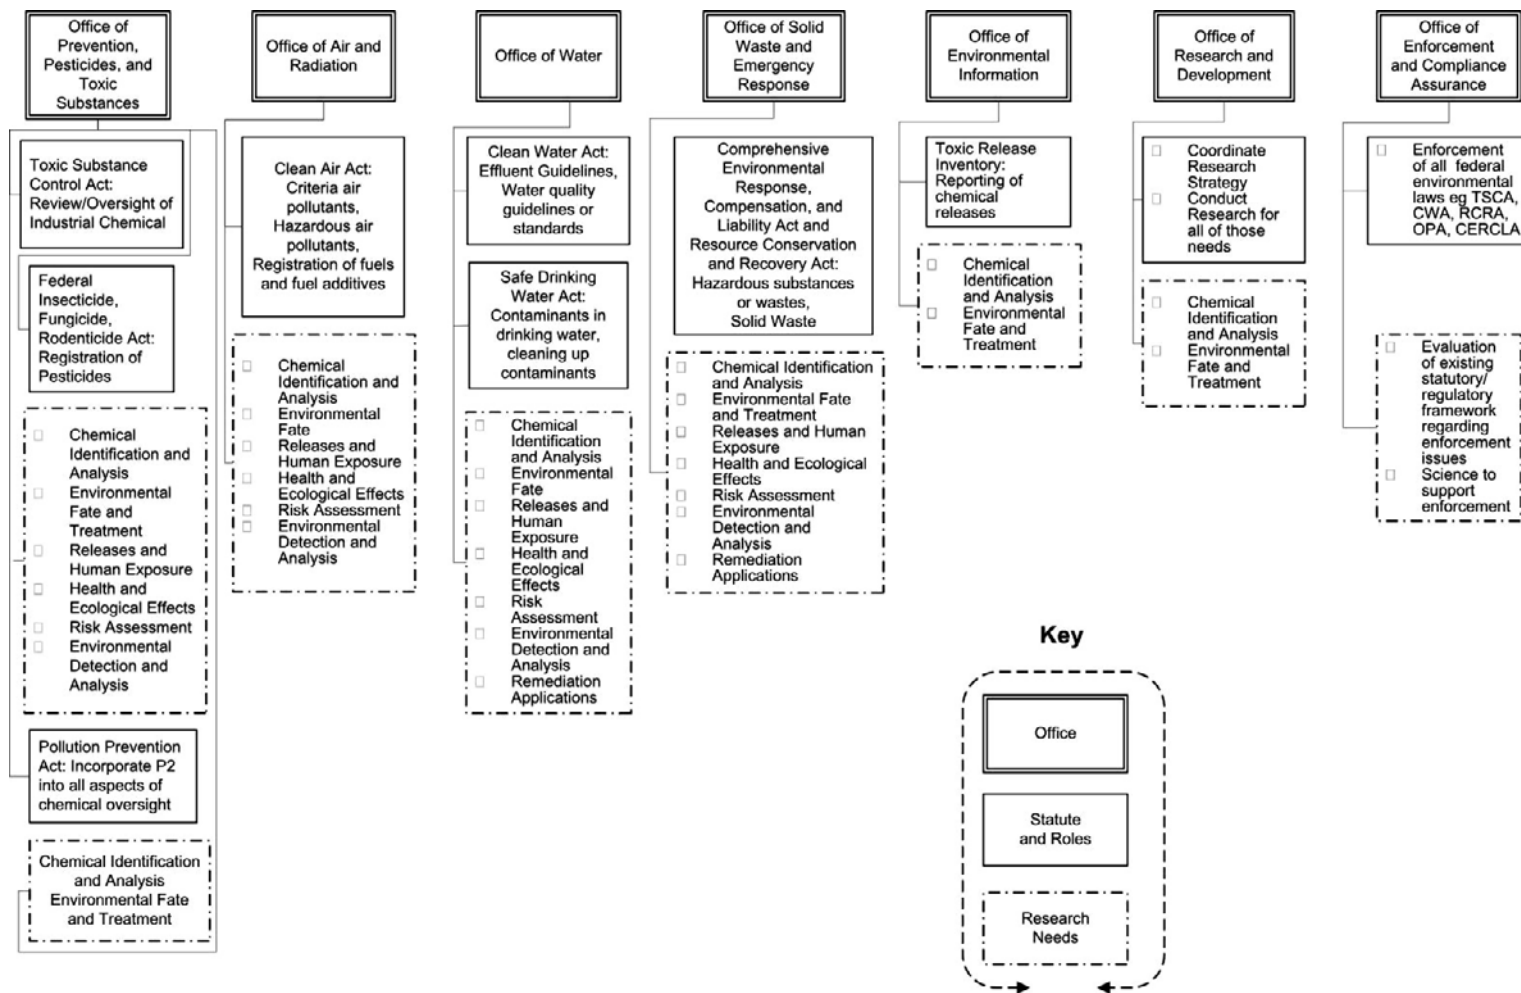 Office of
Prevention,
Pesticides, and
Toxic
Substances
Toxic Substance
Control Act:
Review/Oversight of
Industrial Chemical
Federal
Insecticide,
Fungicide,
Rodenticide Act:
Registration of
Pesticides
Chemical
Identification and
Analysis
Environmental
Fate and
Treatment
Releases and
Human Exposure
Health and
Ecological Effects
Risk Assessment
Environmental
Detection and
Analysis
Pollution Prevention
Act: Incorporate P2
into all aspects of
chemical oversight
Chemical Identification
and Analysis
Environmental Fate
and Treatment
Office of Air and
Radiation
Clean Air Act:
Criteria air
pollutants,
Hazardous air
pollutants,
Registration of fuels
and fuel additives
Chemical
Identification and
Analysis
Environmental
Fate
Releases and
Human Exposure
Health and
Ecological Effects
Risk Assessment
Environmental
Detection and
Analysis
Office of Water
Clean Water Act:
Effluent Guidelines,
Water quality
guidelines or
standards
Safe Drinking
Water Act:
Contaminants in
drinking water,
cleaning up
contaminants
Chemical
Identification
and Analysis
Environmental
Fate
Releases and
Human
Exposure
Health and
Ecological
Effects
Risk
Assessment
Environmental
Detection and
Analysis
Remediation
Applications
Office of Solid
Waste and
Emergency
Response
Comprehensive
Environmental
Response,
Compensation, and
Liability Act and
Resource Conservation
and Recovery Act:
Hazardous substances
or wastes,
Solid Waste
Chemical Identification
and Analysis
Environmental Fate
and Treatment
Releases and Human
Exposure
Health and Ecological
Effects
Risk Assessment
Environmental
Detection and
Analysis
Remediation
Applications
Office of
Environmental
Information
Toxic Release
Inventory:
Reporting of
chemical
releases
Chemical
Identification
and Analysis
Environmental
Fate and
Treatment
Office of
Research and
Development
Coordinate
Research
Strategy
Conduct
Research for
all of those
needs
Chemical
Identification
and Analysis
Environmental
Fate and
Treatment
Office of
Enforcement
and Compliance
Assurance
Enforcement
of all federal
environmental
laws eg TSCA,
CWA, RCRA,
OPA, CERCLA
Evaluation
of existing
statutory/
regulatory
framework
regarding
enforcement
issues
Science to
support
enforcement
Key
Office
Statute
and Roles
Research
Needs